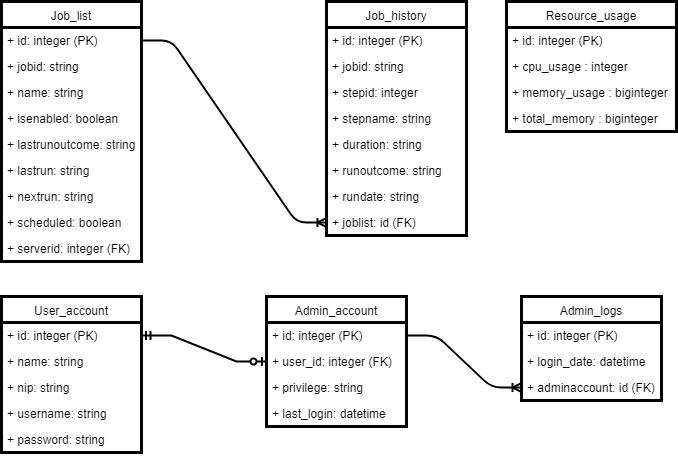 Job_list
+ id: integer (PK)
+ jobid: string
+ name: string
+ isenabled: boolean
+ lastrunoutcome: string
+ lastrun: string
+ nextrun: string
+ scheduled: boolean
+ serverid: integer (FK)
Job_history
+ id: integer (PK)
+ jobid: string
+ stepid: integer
+ stepname: string
+ duration: string
+ runoutcome: string
+ rundate: string
+ joblist: id (FK)
Resource_usage
+ id: integer (PK)
+ cpu_usage : integer
+ memory_usage : biginteger
+ total_memory : biginteger
User_account
+ id: integer (PK)
+ name: string
+ nip: string
+ username: string
+ password: string
Admin_account
+ id: integer (PK)
+ user_id: integer (FK)
+ privilege: string
+ last_login: datetime
Admin_logs
+ id: integer (PK)
+ login_date: datetime
+ adminaccount: id (FK)